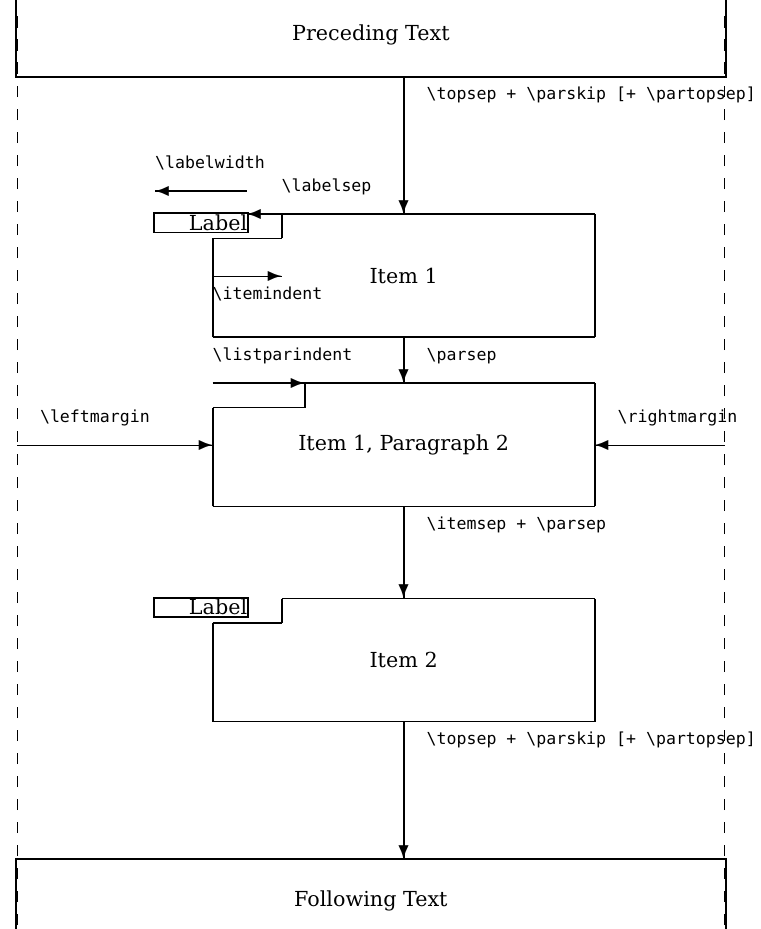 Preceding Text
\topsep + \parskip [+ \partopsep]
\labelwidth
\labelsep
Label
Item 1
\itemindent
\listparindent
\parsep
\leftmargin
\rightmargin
Item 1, Paragraph 2
\itemsep + \parsep
Label
Item 2
\topsep + \parskip [+ \partopsep]
Following Text